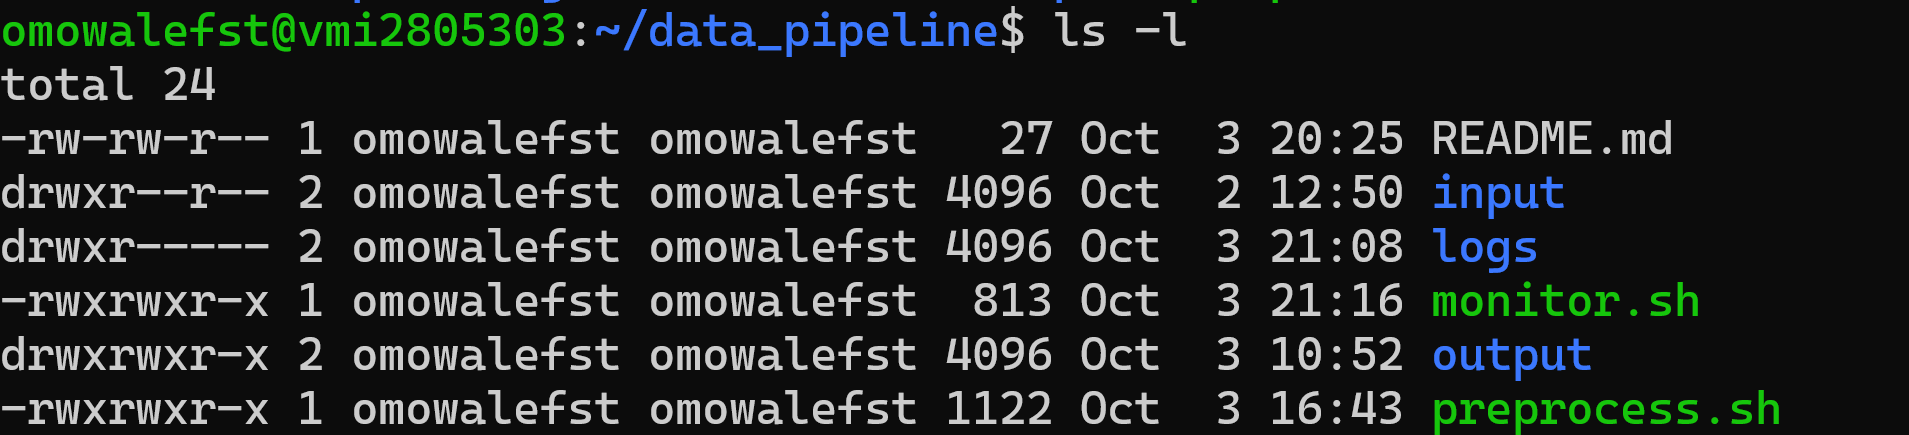 omowalefst@vmi2805303:~/data_pipeline$ ls -l
total 24
-rw-rw-r-- 1 omowalefst omowalefst   27 Oct  3 20:25 README.md
drwxr--r-- 2 omowalefst omowalefst 4096 Oct  2 12:50 input
drwxr----- 2 omowalefst omowalefst 4096 Oct  3 21:08 logs
-rwxrwxr-x 1 omowalefst omowalefst  813 Oct  3 21:16 monitor.sh
drwxrwxr-x 2 omowalefst omowalefst 4096 Oct  3 10:52 output
-rwxrwxr-x 1 omowalefst omowalefst 1122 Oct  3 16:43 preprocess.sh